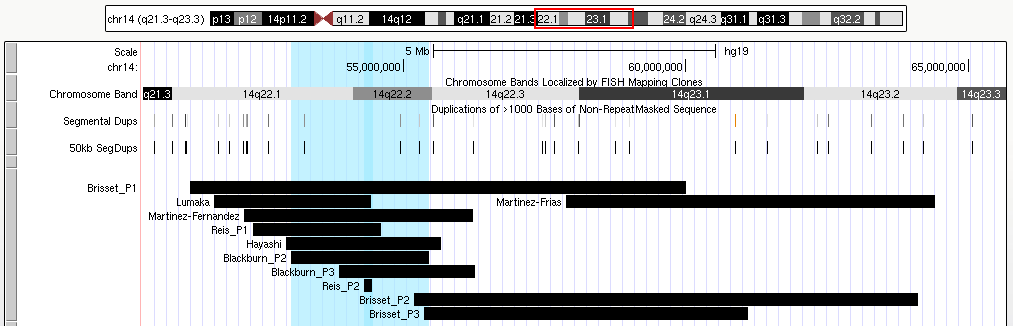 chr14 (q21.3-q23.3) p13 p12 14p11.2 q11.2 14q12 q21.1 21.2 21.3 22.1 23.1 24.2 q24.3 q31.1 q31.3 q32.2
Scale 5 Mb hg19
chr14: 55,000,000 60,000,000 65,000,000
Chromosome Bands Localized by FISH Mapping Clones
Chromosome Band q21.3 14q22.1 14q22.2 14q22.3 14q23.1 14q23.2 14q23.3
Duplications of >1000 Bases of Non-RepeatMasked Sequence
Segmental Dups
50kb SegDups
Brisset_P1
Lumaka Martinez-Frias
Martinez-Fernandez
Reis_P1
Hayashi
Blackburn_P2
Blackburn_P3
Reis_P2
Brisset_P2
Brisset_P3